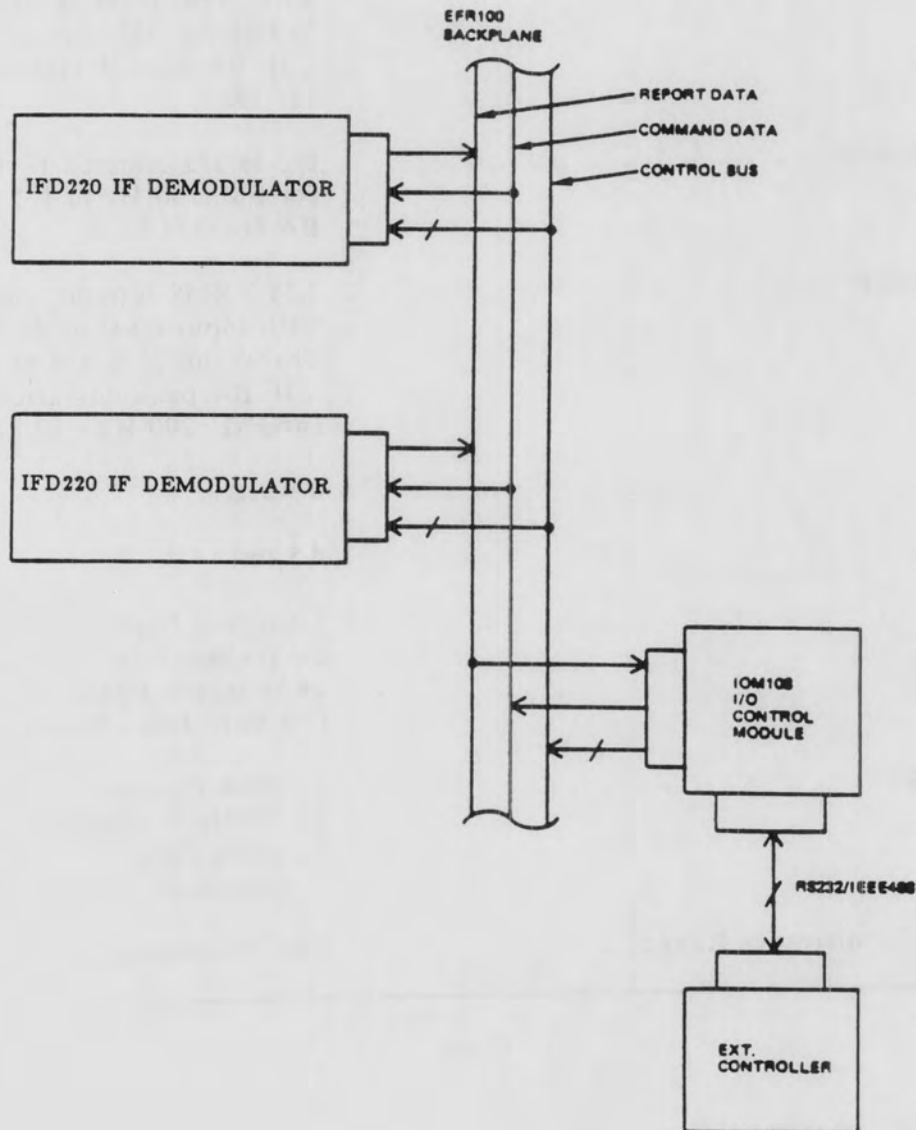 EFR100
BACKPLANE
REPORT DATA
COMMAND DATA
CONTROL BUS
IFD220 IF DEMODULATOR
IFD220 IF DEMODULATOR
IOM108
I/O
CONTROL
MODULE
RS232/IEEE488
EXT.
CONTROLLER